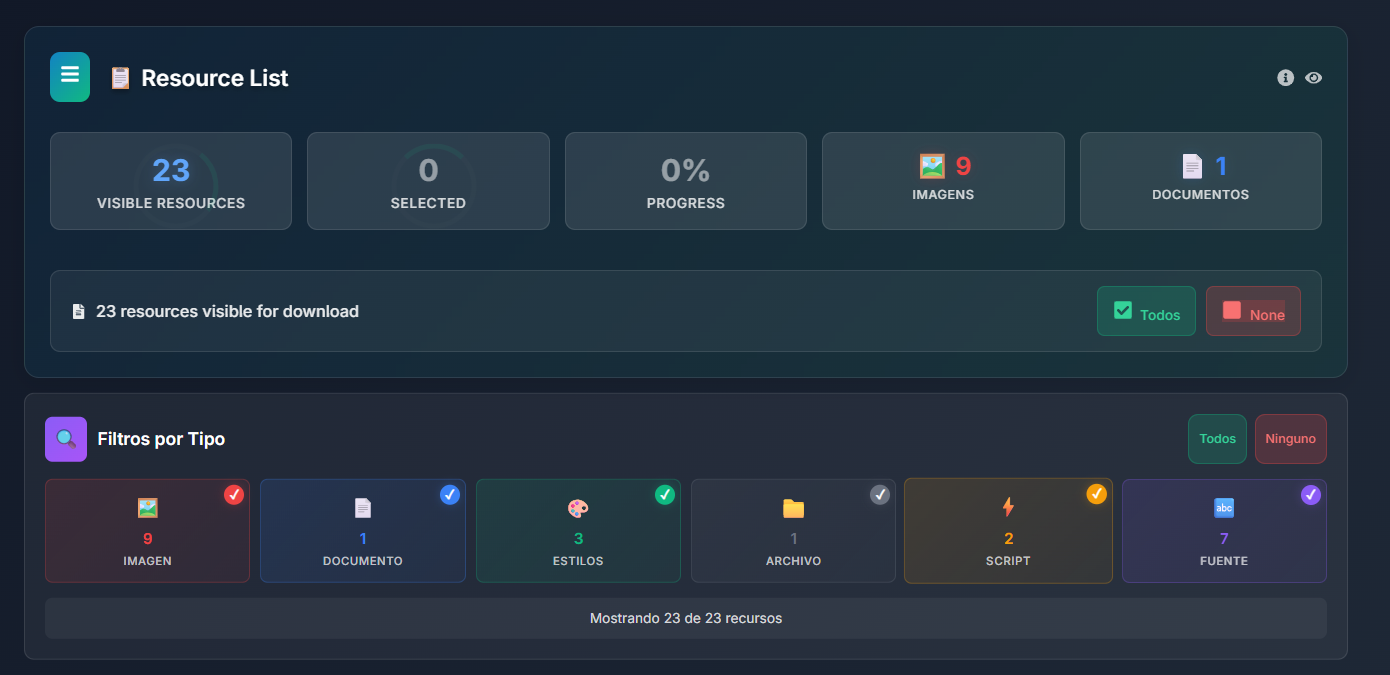 Resource List
23
VISIBLE RESOURCES
0
SELECTED
0%
PROGRESS
9
IMAGENS
1
DOCUMENTOS
23 resources visible for download
Todos
None
Filtros por Tipo
Todos
Ninguno
9
IMAGEN
1
DOCUMENTO
3
ESTILOS
1
ARCHIVO
2
SCRIPT
abc
7
FUENTE
Mostrando 23 de 23 recursos